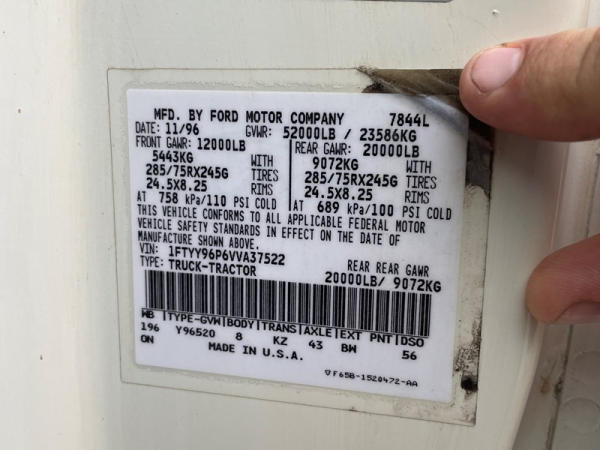 MFD. BY FORD MOTOR COMPANY 7844L
DATE: 11/96 GVWR: 52000LB / 23586KG
FRONT GAWR: 12000LB REAR GAWR: 20000LB
5443KG WITH 9072KG WITH
285/75RX245G TIRES 285/75RX245G TIRES
24.5X8.25 RIMS 24.5X8.25 RIMS
AT 758 kPa/110 PSI COLD AT 689 kPa/100 PSI COLD
THIS VEHICLE CONFORMS TO ALL APPLICABLE FEDERAL MOTOR
VEHICLE SAFETY STANDARDS IN EFFECT ON THE DATE OF
MANUFACTURE SHOWN ABOVE.
VIN: 1FTYY96P6VVA37522
TYPE: TRUCK-TRACTOR REAR REAR GAWR
20000LB/ 9072KG
WB |TYPE-GVW|BODY|TRANS|AXLE|EXT PNT|DSO
196 Y96520 8 KZ 43 BW 56
ON MADE IN U.S.A.
▽F65B-1520472-AA